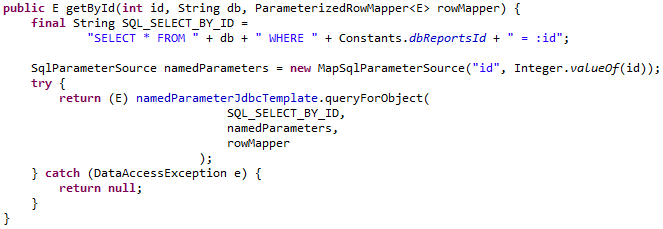 public E getById(int id, String db, ParameterizedRowMapper<E> rowMapper) {
    final String SQL_SELECT_BY_ID =
            "SELECT * FROM " + db + " WHERE " + Constants.dbReportsId + " = :id";

    SqlParameterSource namedParameters = new MapSqlParameterSource("id", Integer.valueOf(id));
    try {
        return (E) namedParameterJdbcTemplate.queryForObject(
                                SQL_SELECT_BY_ID,
                                namedParameters,
                                rowMapper
                            );
    } catch (DataAccessException e) {
        return null;
    }
}